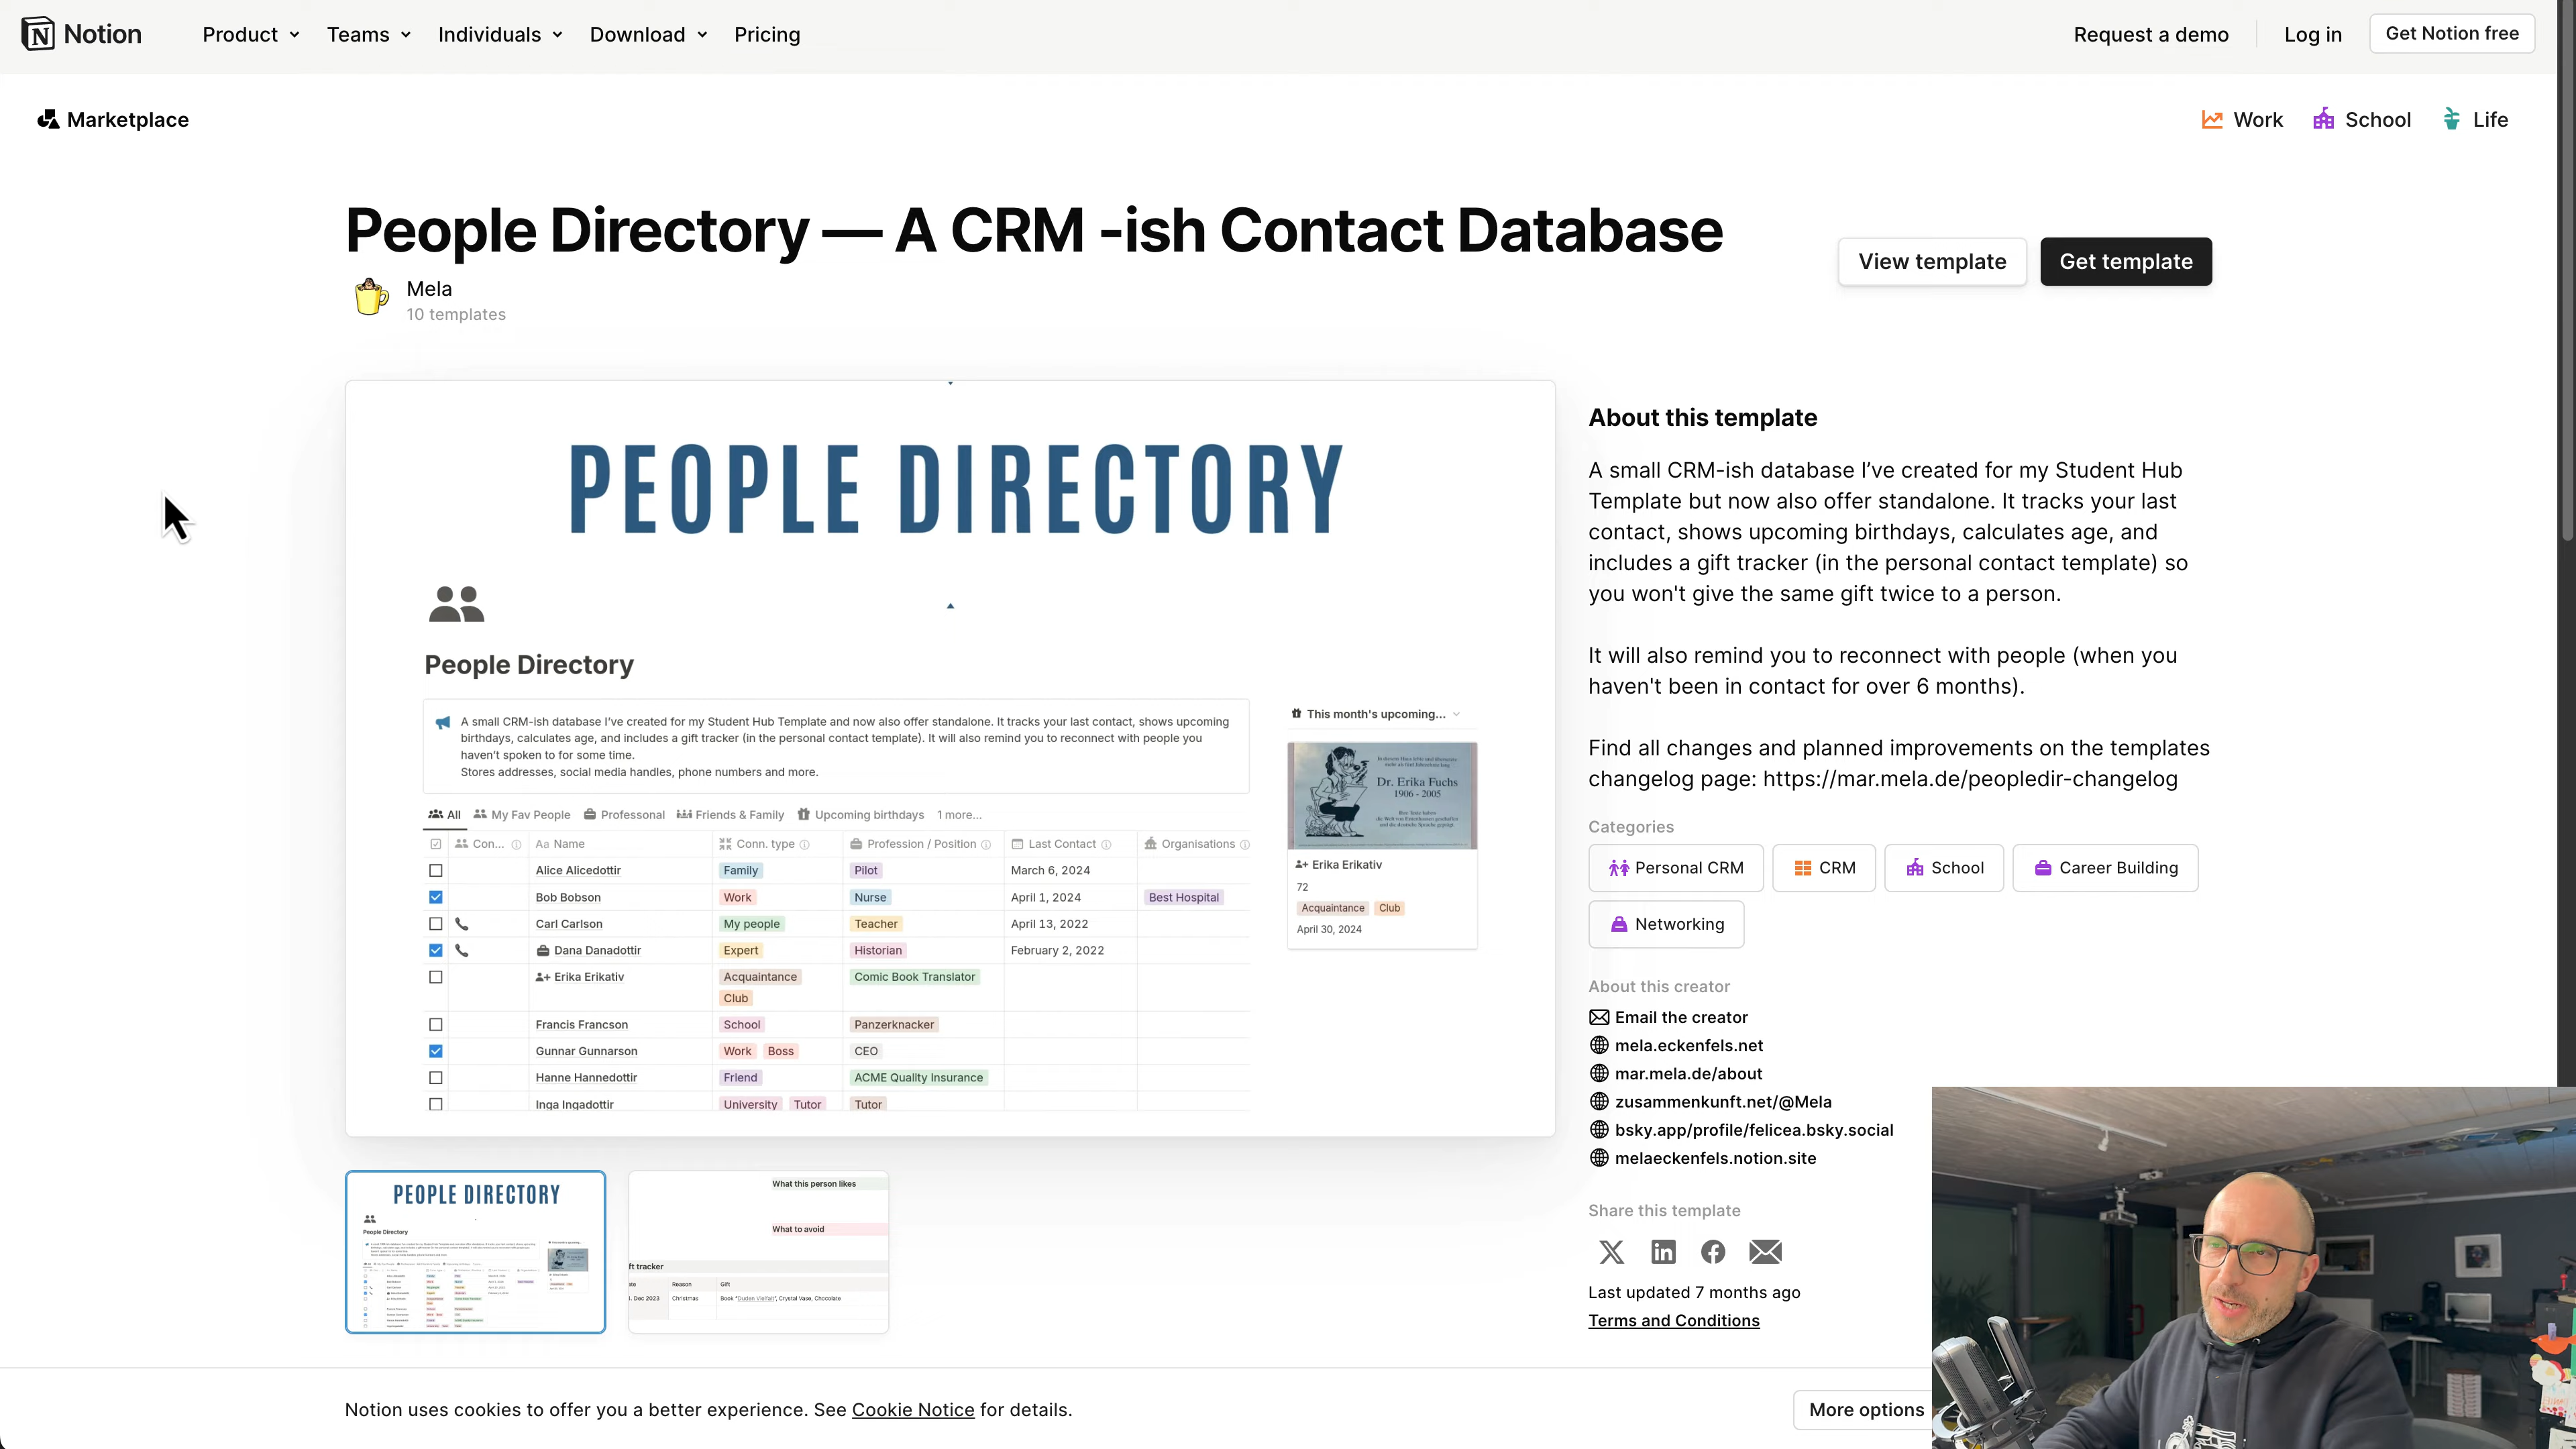 Notion Product Teams Individuals Download Pricing Request a demo Log in Get Notion free
Marketplace Work School Life
People Directory — A CRM -ish Contact Database
View template Get template
Mela
10 templates
PEOPLE DIRECTORY
People Directory
A small CRM-ish database I've created for my Student Hub Template and now also offer standalone. It tracks your last contact, shows upcoming
birthdays, calculates age, and includes a gift tracker (in the personal contact template). It will also remind you to reconnect with people you
haven't spoken to for some time.
Stores addresses, social media handles, phone numbers and more.
All My Fav People Professonal Friends & Family Upcoming birthdays 1 more...
Con... Aa Name Conn. type Profession / Position Last Contact Organisations
Alice Alicedottir Family Pilot March 6, 2024
Bob Bobson Work Nurse April 1, 2024 Best Hospital
Carl Carlson My people Teacher April 13, 2022
Dana Danadottir Expert Historian February 2, 2022
Erika Erikativ Acquaintance Comic Book Translator
Club
Francis Francson School Panzerknacker
Gunnar Gunnarson Work Boss CEO
Hanne Hannedottir Friend ACME Quality Insurance
Inga Ingadottir University Tutor Tutor
This month's upcoming...
Dr. Erika Fuchs
1906 - 2005
Erika Erikativ
72
Acquaintance Club
April 30, 2024
About this template
A small CRM-ish database I’ve created for my Student Hub
Template but now also offer standalone. It tracks your last
contact, shows upcoming birthdays, calculates age, and
includes a gift tracker (in the personal contact template) so
you won't give the same gift twice to a person.
It will also remind you to reconnect with people (when you
haven't been in contact for over 6 months).
Find all changes and planned improvements on the templates
changelog page: https://mar.mela.de/peopledir-changelog
Categories
Personal CRM CRM School Career Building
Networking
About this creator
Email the creator
mela.eckenfels.net
mar.mela.de/about
zusammenkunft.net/@Mela
bsky.app/profile/felicea.bsky.social
melaeckenfels.notion.site
Share this template
Last updated 7 months ago
Terms and Conditions
PEOPLE DIRECTORY
People Directory
What this person likes
What to avoid
ft tracker
Reason Gift
Dec 2023 Christmas Book "Duden Vielfalt", Crystal Vase, Chocolate
Notion uses cookies to offer you a better experience. See Cookie Notice for details.
More options